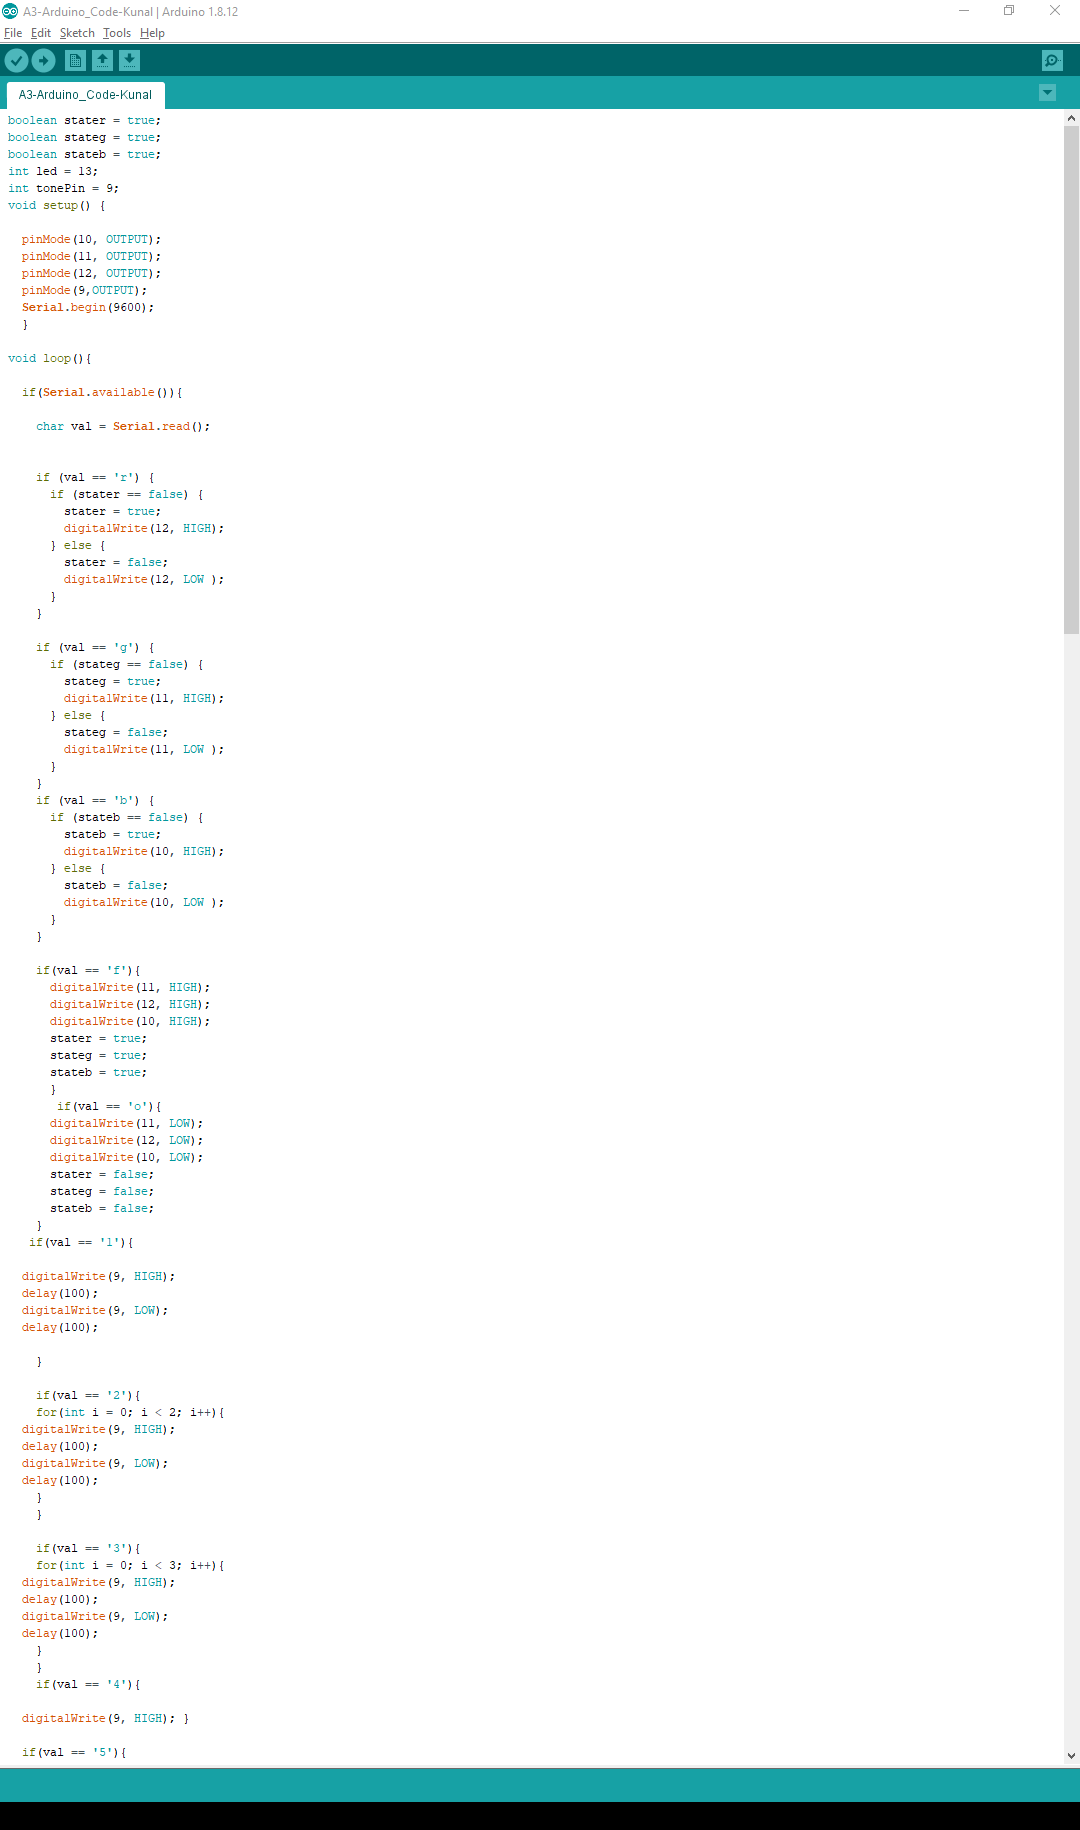 A3-Arduino_Code-Kunal | Arduino 1.8.12
File Edit Sketch Tools Help
A3-Arduino_Code-Kunal
boolean stater = true;
boolean stateg = true;
boolean stateb = true;
int led = 13;
int tonePin = 9;
void setup() {
pinMode(10, OUTPUT);
pinMode(11, OUTPUT);
pinMode(12, OUTPUT);
pinMode(9,OUTPUT);
Serial.begin(9600);
}
void loop(){
if(Serial.available()){
char val = Serial.read();
if (val == 'r') {
if (stater == false) {
stater = true;
digitalWrite(12, HIGH);
} else {
stater = false;
digitalWrite(12, LOW );
}
}
if (val == 'g') {
if (stateg == false) {
stateg = true;
digitalWrite(11, HIGH);
} else {
stateg = false;
digitalWrite(11, LOW );
}
}
if (val == 'b') {
if (stateb == false) {
stateb = true;
digitalWrite(10, HIGH);
} else {
stateb = false;
digitalWrite(10, LOW );
}
}
if(val == 'f'){
digitalWrite(11, HIGH);
digitalWrite(12, HIGH);
digitalWrite(10, HIGH);
stater = true;
stateg = true;
stateb = true;
}
if(val == 'o'){
digitalWrite(11, LOW);
digitalWrite(12, LOW);
digitalWrite(10, LOW);
stater = false;
stateg = false;
stateb = false;
}
if(val == '1'){
digitalWrite(9, HIGH);
delay(100);
digitalWrite(9, LOW);
delay(100);
}
if(val == '2'){
for(int i = 0; i < 2; i++){
digitalWrite(9, HIGH);
delay(100);
digitalWrite(9, LOW);
delay(100);
}
}
if(val == '3'){
for(int i = 0; i < 3; i++){
digitalWrite(9, HIGH);
delay(100);
digitalWrite(9, LOW);
delay(100);
}
}
if(val == '4'){
digitalWrite(9, HIGH); }
if(val == '5'){